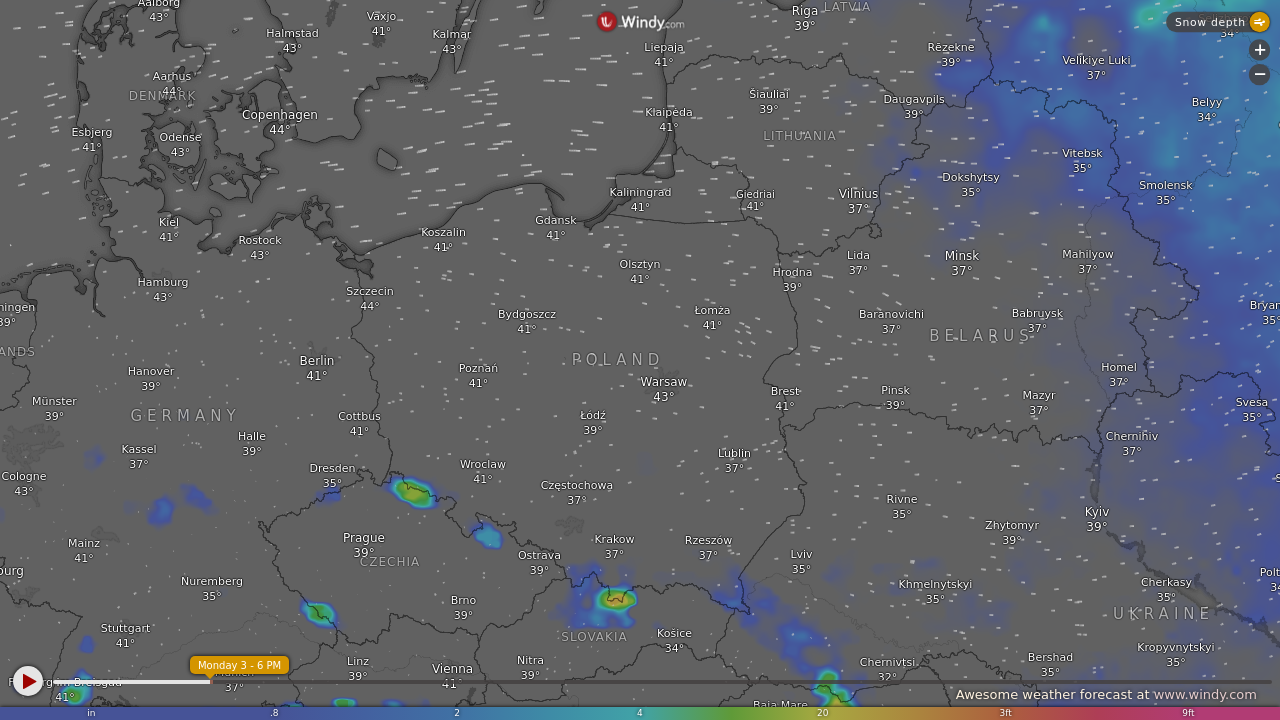 Aalborg
43°
Växjö
41°
Riga
39°
LATVIA
Windy.com
Snow depth
34°
Halmstad
43°
Kalmar
43°
Liepaja
41°
Rēzekne
39°
Velikiye Luki
37°
Aarhus
44°
DENMARK
Šiauliai
39°
Daugavpils
39°
Belyy
34°
Copenhagen
44°
Klaipėda
41°
Esbjerg
41°
Odense
43°
LITHUANIA
Vitebsk
35°
Dokshytsy
35°
Smolensk
35°
Kaliningrad
41°
Giedriai
41°
Vilnius
37°
Kiel
41°
Gdansk
41°
Koszalin
41°
Rostock
43°
Lida
37°
Minsk
37°
Mahilyow
37°
Olsztyn
41°
Hrodna
39°
Hamburg
43°
Szczecin
44°
ningen
39°
Bydgoszcz
41°
Łomża
41°
Baranovichi
37°
Babruysk
37°
Bryan
35°
BELARUS
ANDS
POLAND
Berlin
41°
Hanover
39°
Poznań
41°
Warsaw
43°
Homel
37°
Brest
41°
Pinsk
39°
Mazyr
37°
Svesa
35°
Münster
39°
GERMANY
Cottbus
41°
Łódź
39°
Halle
39°
Chernihiv
37°
Kassel
37°
Lublin
37°
Dresden
35°
Wroclaw
41°
Cologne
43°
Częstochowa
37°
Rivne
35°
Kyiv
39°
Zhytomyr
39°
Mainz
41°
Prague
39°
CZECHIA
Krakow
37°
Rzeszów
37°
Ostrava
39°
Lviv
35°
Nuremberg
35°
Khmelnytskyi
35°
Cherkasy
35°
Polt
34
Brno
39°
UKRAINE
Stuttgart
41°
SLOVAKIA
Košice
34°
Kropyvnytskyi
35°
Monday 3 - 6 PM
37°
Linz
39°
Vienna
41°
Nitra
39°
Chernivtsi
32°
Bershad
35°
41°
Awesome weather forecast at www.windy.com
Baia Mare
in .8 2 4 20 3ft 9ft